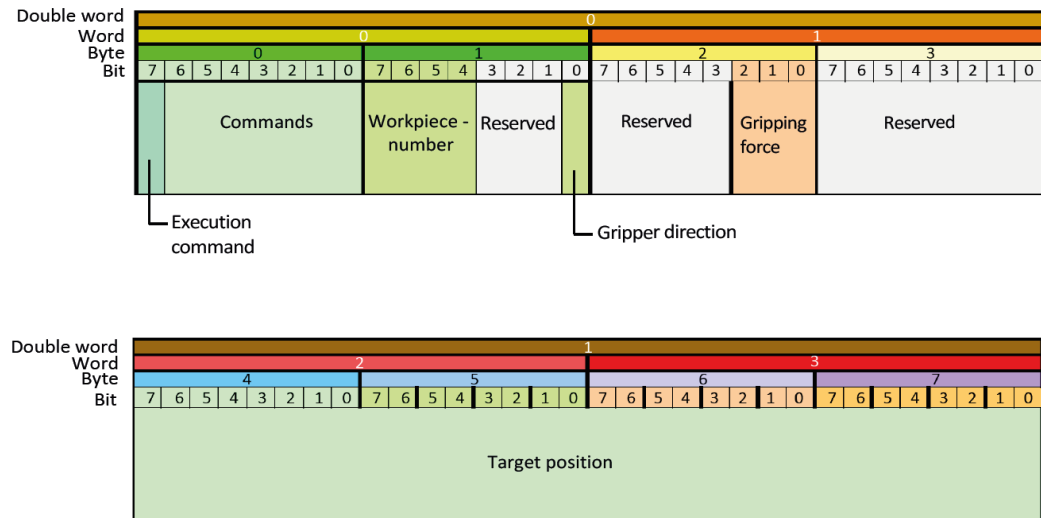 Double word 0
Word 0 1
Byte 0 1 2 3
Bit 7 6 5 4 3 2 1 0 7 6 5 4 3 2 1 0 7 6 5 4 3 2 1 0 7 6 5 4 3 2 1 0
Commands
Workpiece -
number
Reserved
Reserved
Gripping
force
Reserved
Execution
command
Gripper direction
Double word 1
Word 2 3
Byte 4 5 6 7
Bit 7 6 5 4 3 2 1 0 7 6 5 4 3 2 1 0 7 6 5 4 3 2 1 0 7 6 5 4 3 2 1 0
Target position